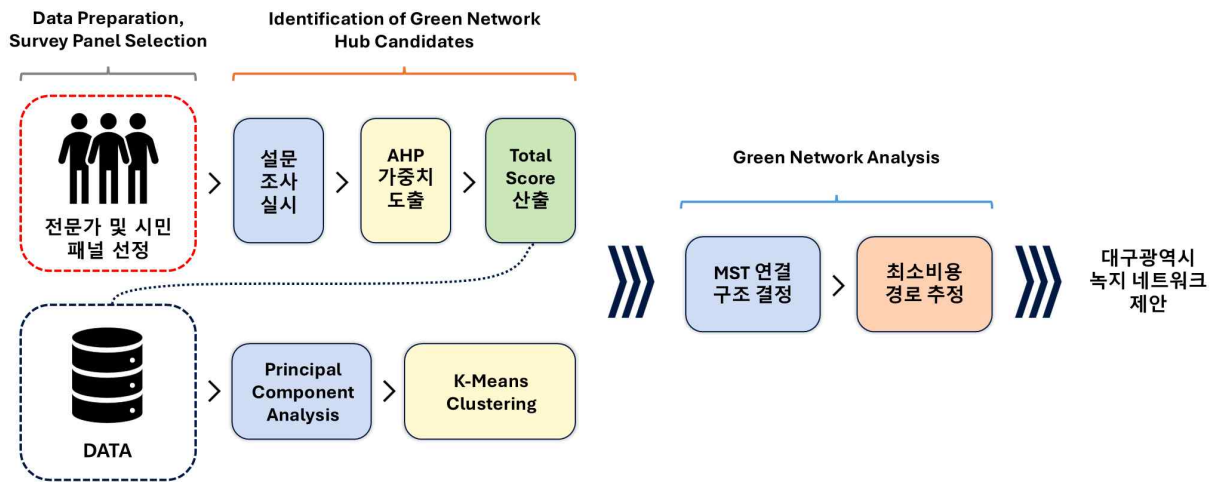 Data Preparation,
Survey Panel Selection
Identification of Green Network
Hub Candidates
전문가 및 시민
패널 선정
설문
조사
실시
AHP
가중치
도출
Total
Score
산출
DATA
Principal
Component
Analysis
K-Means
Clustering
Green Network Analysis
MST 연결
구조 결정
최소비용
경로 추정
대구광역시
녹지 네트워크
제안